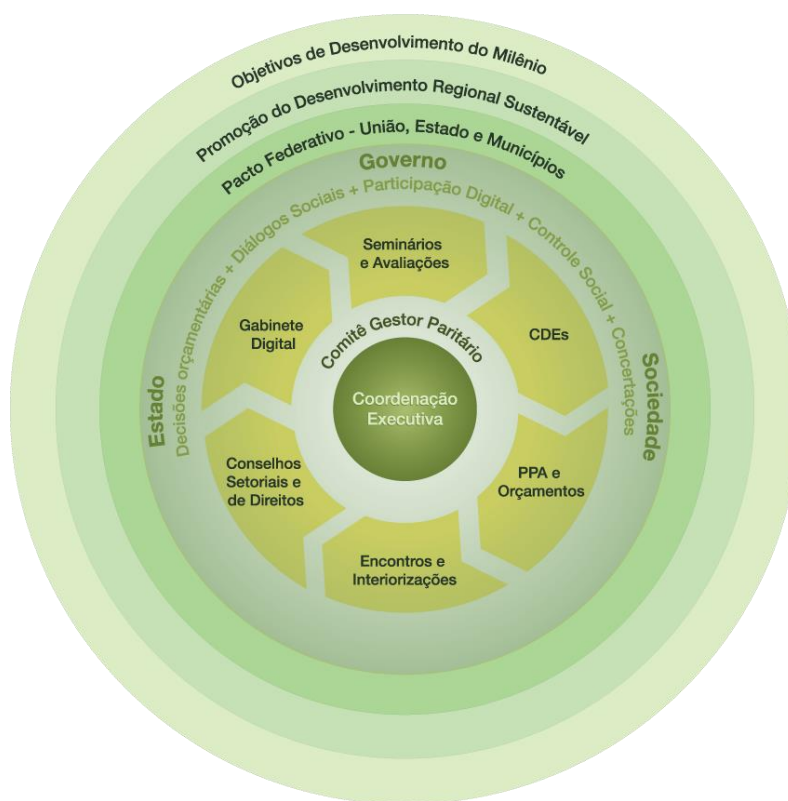 Objetivos de Desenvolvimento do Milênio
Promoção do Desenvolvimento Regional Sustentável
Pacto Federativo - União, Estado e Municípios
Governo
Estado
Sociedade
Decisões orçamentárias + Diálogos Sociais + Participação Digital + Controle Social + Concertações
Seminários
e Avaliações
CDEs
PPA e
Orçamentos
Encontros e
Interiorizações
Conselhos
Setoriais e
de Direitos
Gabinete
Digital
Comitê Gestor Paritário
Coordenação
Executiva